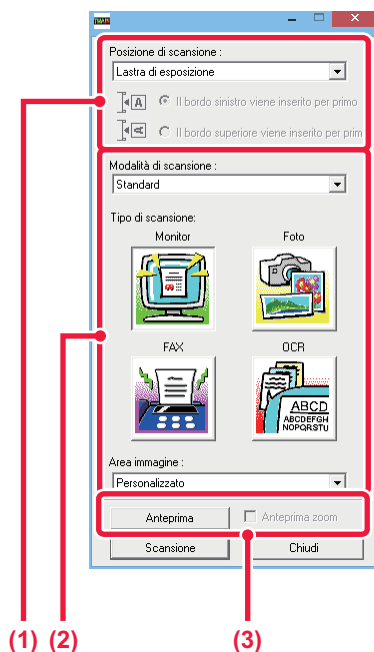 TWAIN
Posizione di scansione :
Lastra di esposizione
A Il bordo sinistro viene inserito per primo
A Il bordo superiore viene inserito per prim
Modalità di scansione :
Standard
Tipo di scansione:
Monitor Foto
FAX OCR
ABCD
ABCDEFGH
NOPQRSTU
Area immagine :
Personalizzato
Anteprima Anteprima zoom
Scansione Chiudi
(1) (2) (3)